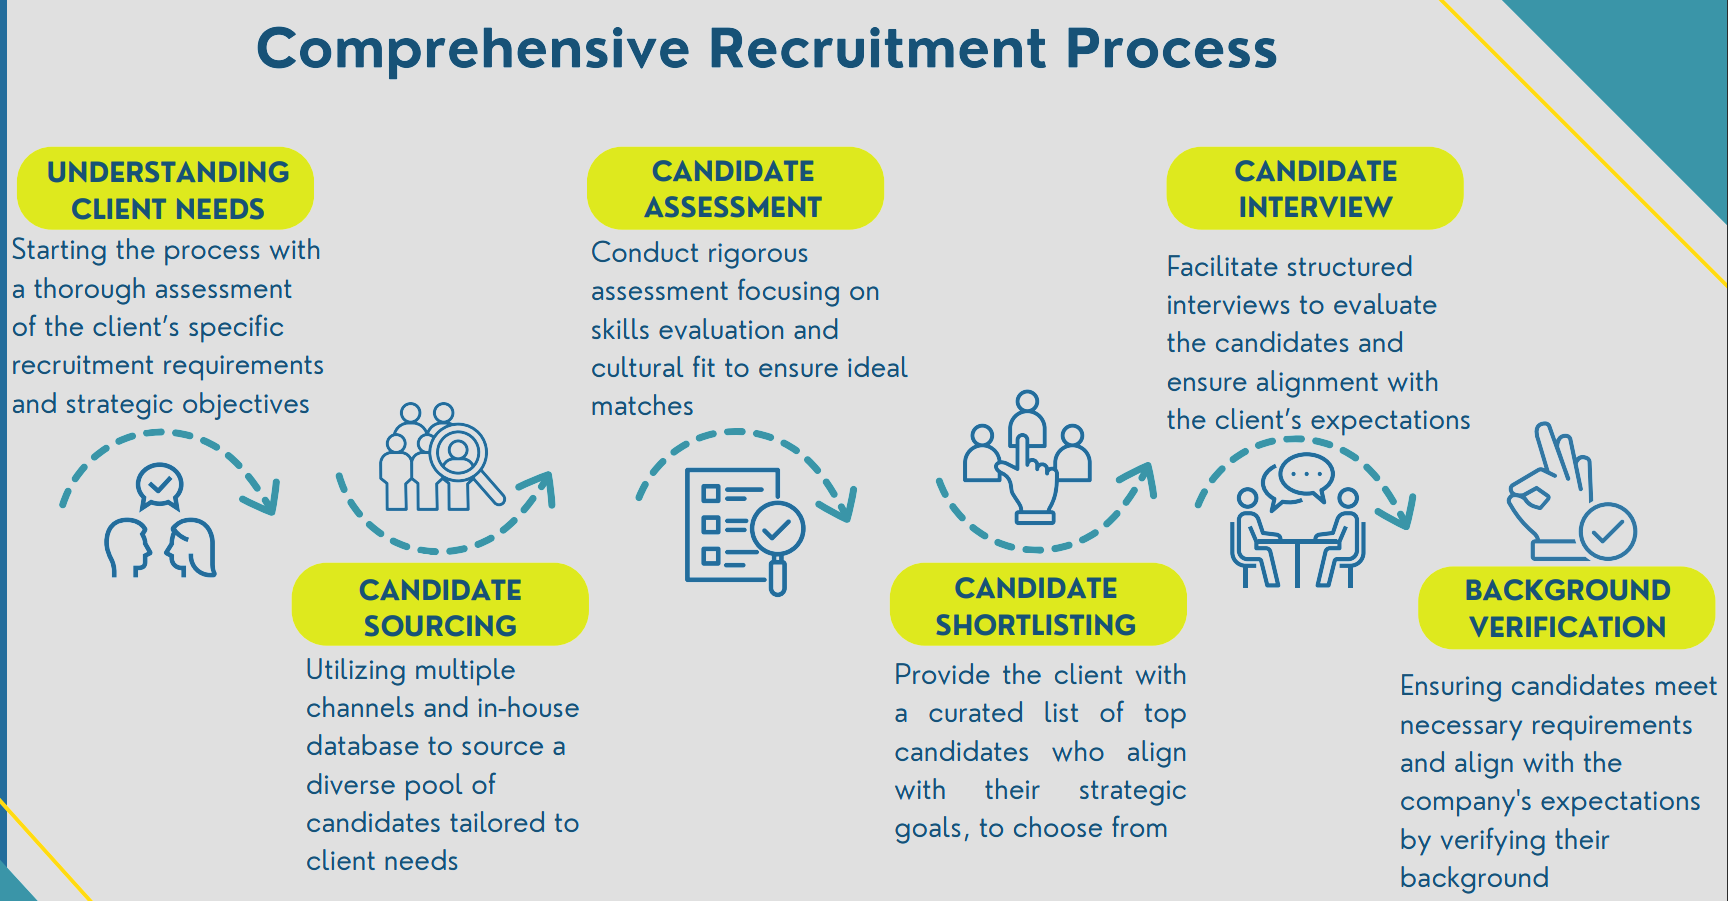 Comprehensive Recruitment Process
UNDERSTANDING
CLIENT NEEDS
Starting the process with
a thorough assessment
of the client’s specific
recruitment requirements
and strategic objectives
CANDIDATE
SOURCING
Utilizing multiple
channels and in-house
database to source a
diverse pool of
candidates tailored to
client needs
CANDIDATE
ASSESSMENT
Conduct rigorous
assessment focusing on
skills evaluation and
cultural fit to ensure ideal
matches
CANDIDATE
SHORTLISTING
Provide the client with
a curated list of top
candidates who align
with their strategic
goals, to choose from
CANDIDATE
INTERVIEW
Facilitate structured
interviews to evaluate
the candidates and
ensure alignment with
the client’s expectations
BACKGROUND
VERIFICATION
Ensuring candidates meet
necessary requirements
and align with the
company's expectations
by verifying their
background